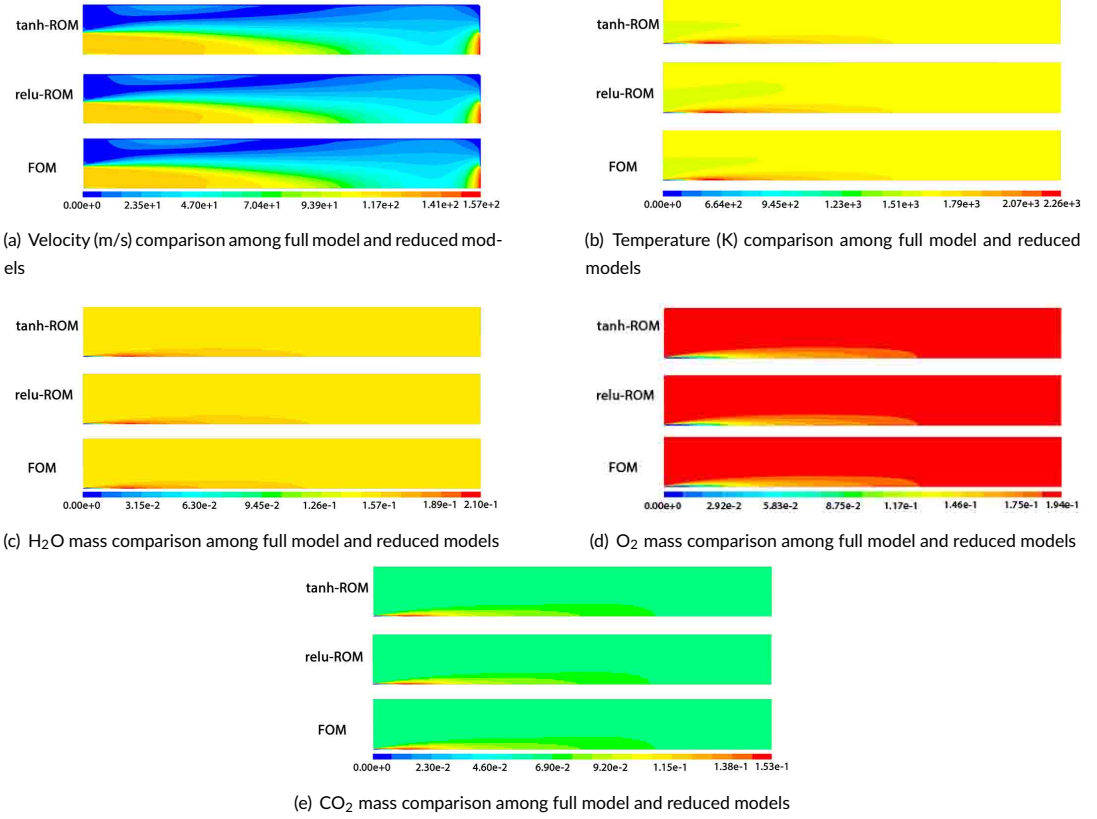 tanh-ROM
relu-ROM
FOM
0.00e+0 2.35e+1 4.70e+1 7.04e+1 9.39e+1 1.17e+2 1.41e+2 1.57e+2
(a) Velocity (m/s) comparison among full model and reduced mod-
els
tanh-ROM
relu-ROM
FOM
0.00e+0 6.64e+2 9.45e+2 1.23e+3 1.51e+3 1.79e+3 2.07e+3 2.26e+3
(b) Temperature (K) comparison among full model and reduced
models
tanh-ROM
relu-ROM
FOM
0.00e+0 3.15e-2 6.30e-2 9.45e-2 1.26e-1 1.57e-1 1.89e-1 2.10e-1
(c) H2O mass comparison among full model and reduced models
tanh-ROM
relu-ROM
FOM
0.00e+0 2.92e-2 5.83e-2 8.75e-2 1.17e-1 1.46e-1 1.75e-1 1.94e-1
(d) O2 mass comparison among full model and reduced models
tanh-ROM
relu-ROM
FOM
0.00e+0 2.30e-2 4.60e-2 6.90e-2 9.20e-2 1.15e-1 1.38e-1 1.53e-1
(e) CO2 mass comparison among full model and reduced models